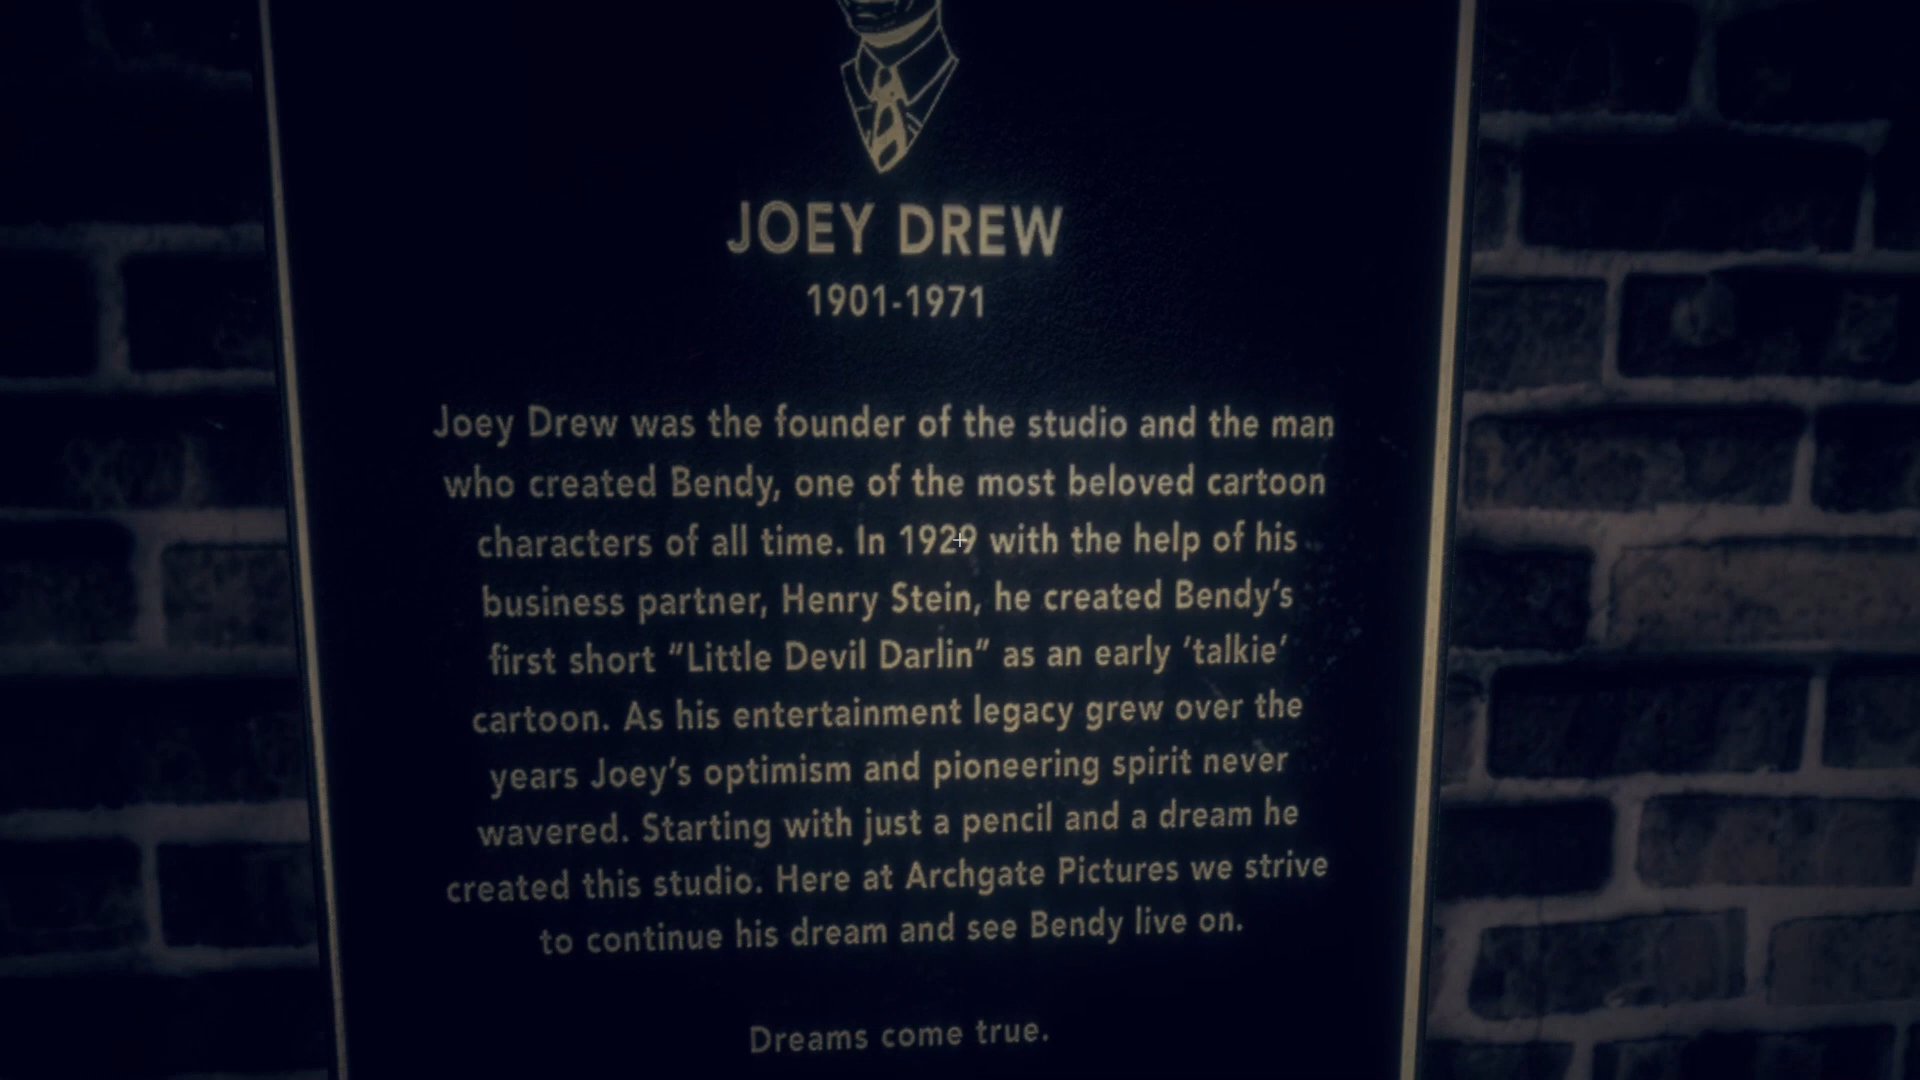 JOEY DREW
1901-1971
Joey Drew was the founder of the studio and the man
who created Bendy, one of the most beloved cartoon
characters of all time. In 1929 with the help of his
business partner, Henry Stein, he created Bendy's
first short “Little Devil Darlin” as an early ‘talkie’
cartoon. As his entertainment legacy grew over the
years Joey's optimism and pioneering spirit never
wavered. Starting with just a pencil and a dream he
created this studio. Here at Archgate Pictures we strive
to continue his dream and see Bendy live on.
Dreams come true.